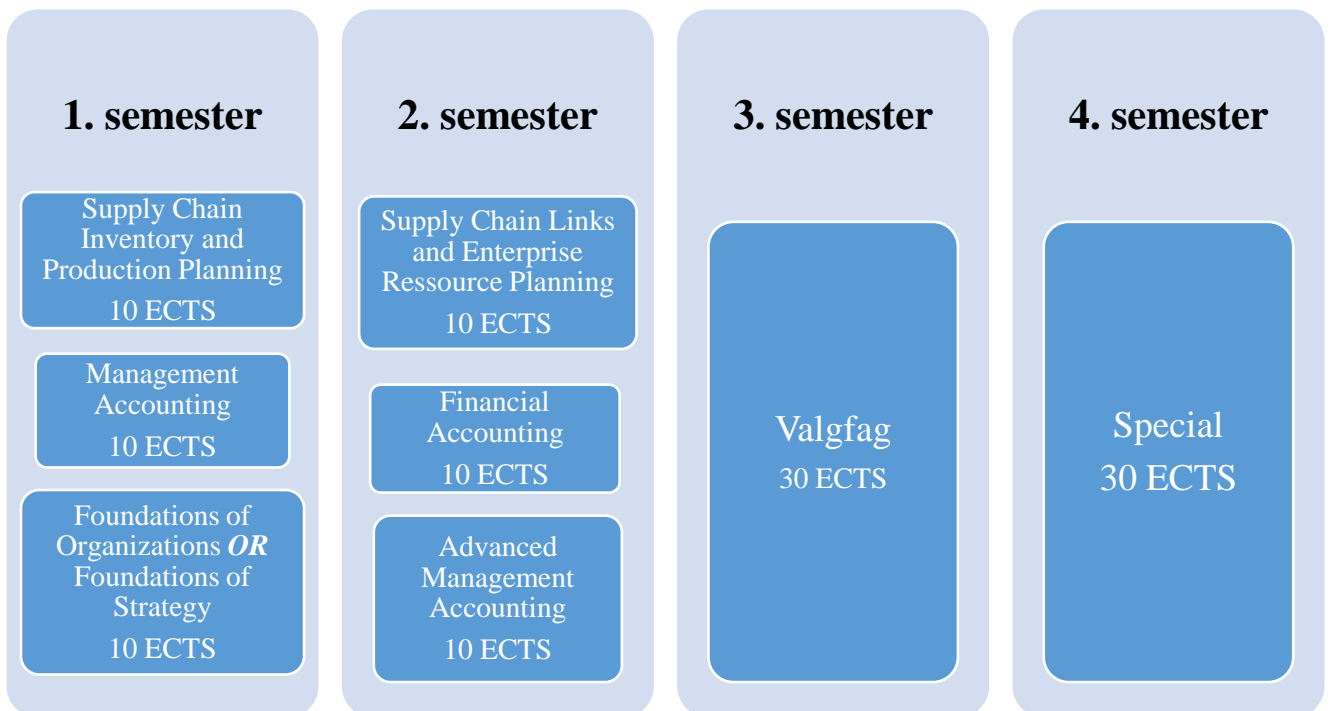 1. semester
Supply Chain
Inventory and
Production Planning
10 ECTS
Management
Accounting
10 ECTS
Foundations of
Organizations OR
Foundations of
Strategy
10 ECTS
2. semester
Supply Chain Links
and Enterprise
Ressource Planning
10 ECTS
Financial
Accounting
10 ECTS
Advanced
Management
Accounting
10 ECTS
3. semester
Valgfag
30 ECTS
4. semester
Special
30 ECTS